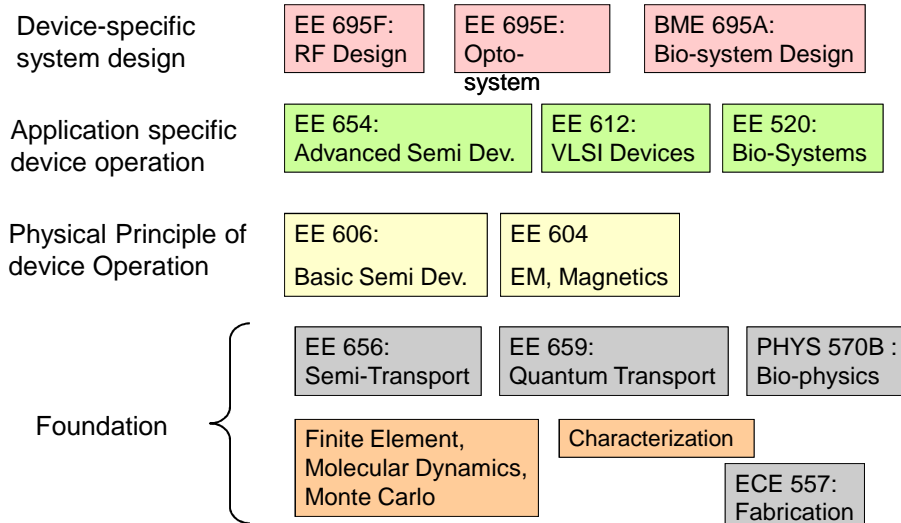 Device-specific
system design
EE 695F:
RF Design
EE 695E:
Opto-
system
BME 695A:
Bio-system Design
Application specific
device operation
EE 654:
Advanced Semi Dev.
EE 612:
VLSI Devices
EE 520:
Bio-Systems
Physical Principle of
device Operation
EE 606:
Basic Semi Dev.
EE 604
EM, Magnetics
Foundation
EE 656:
Semi-Transport
EE 659:
Quantum Transport
PHYS 570B :
Bio-physics
Finite Element,
Molecular Dynamics,
Monte Carlo
Characterization
ECE 557:
Fabrication